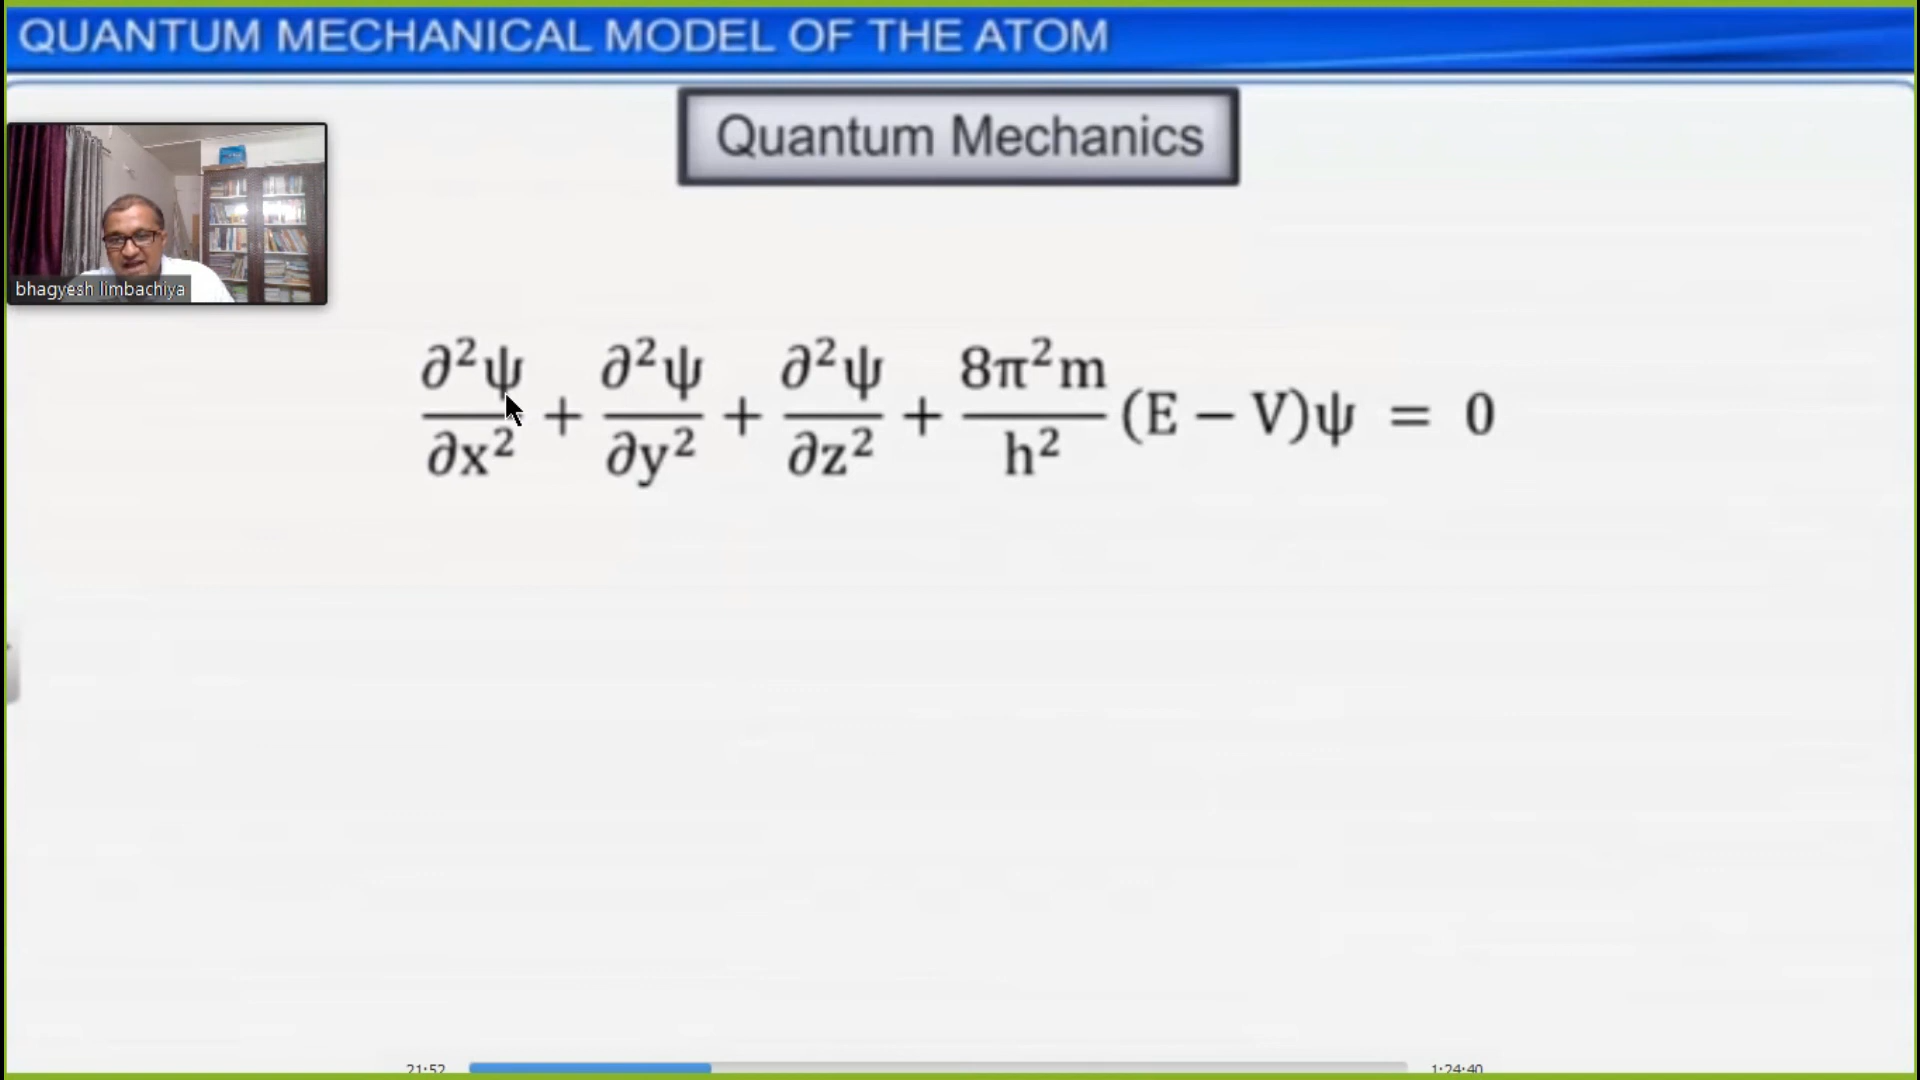 QUANTUM MECHANICAL MODEL OF THE ATOM
Quantum Mechanics
bhagyesh limbachiya
∂²ψ/∂x² + ∂²ψ/∂y² + ∂²ψ/∂z² + 8π²m/h² (E − V)ψ = 0
21:52
1:24:40